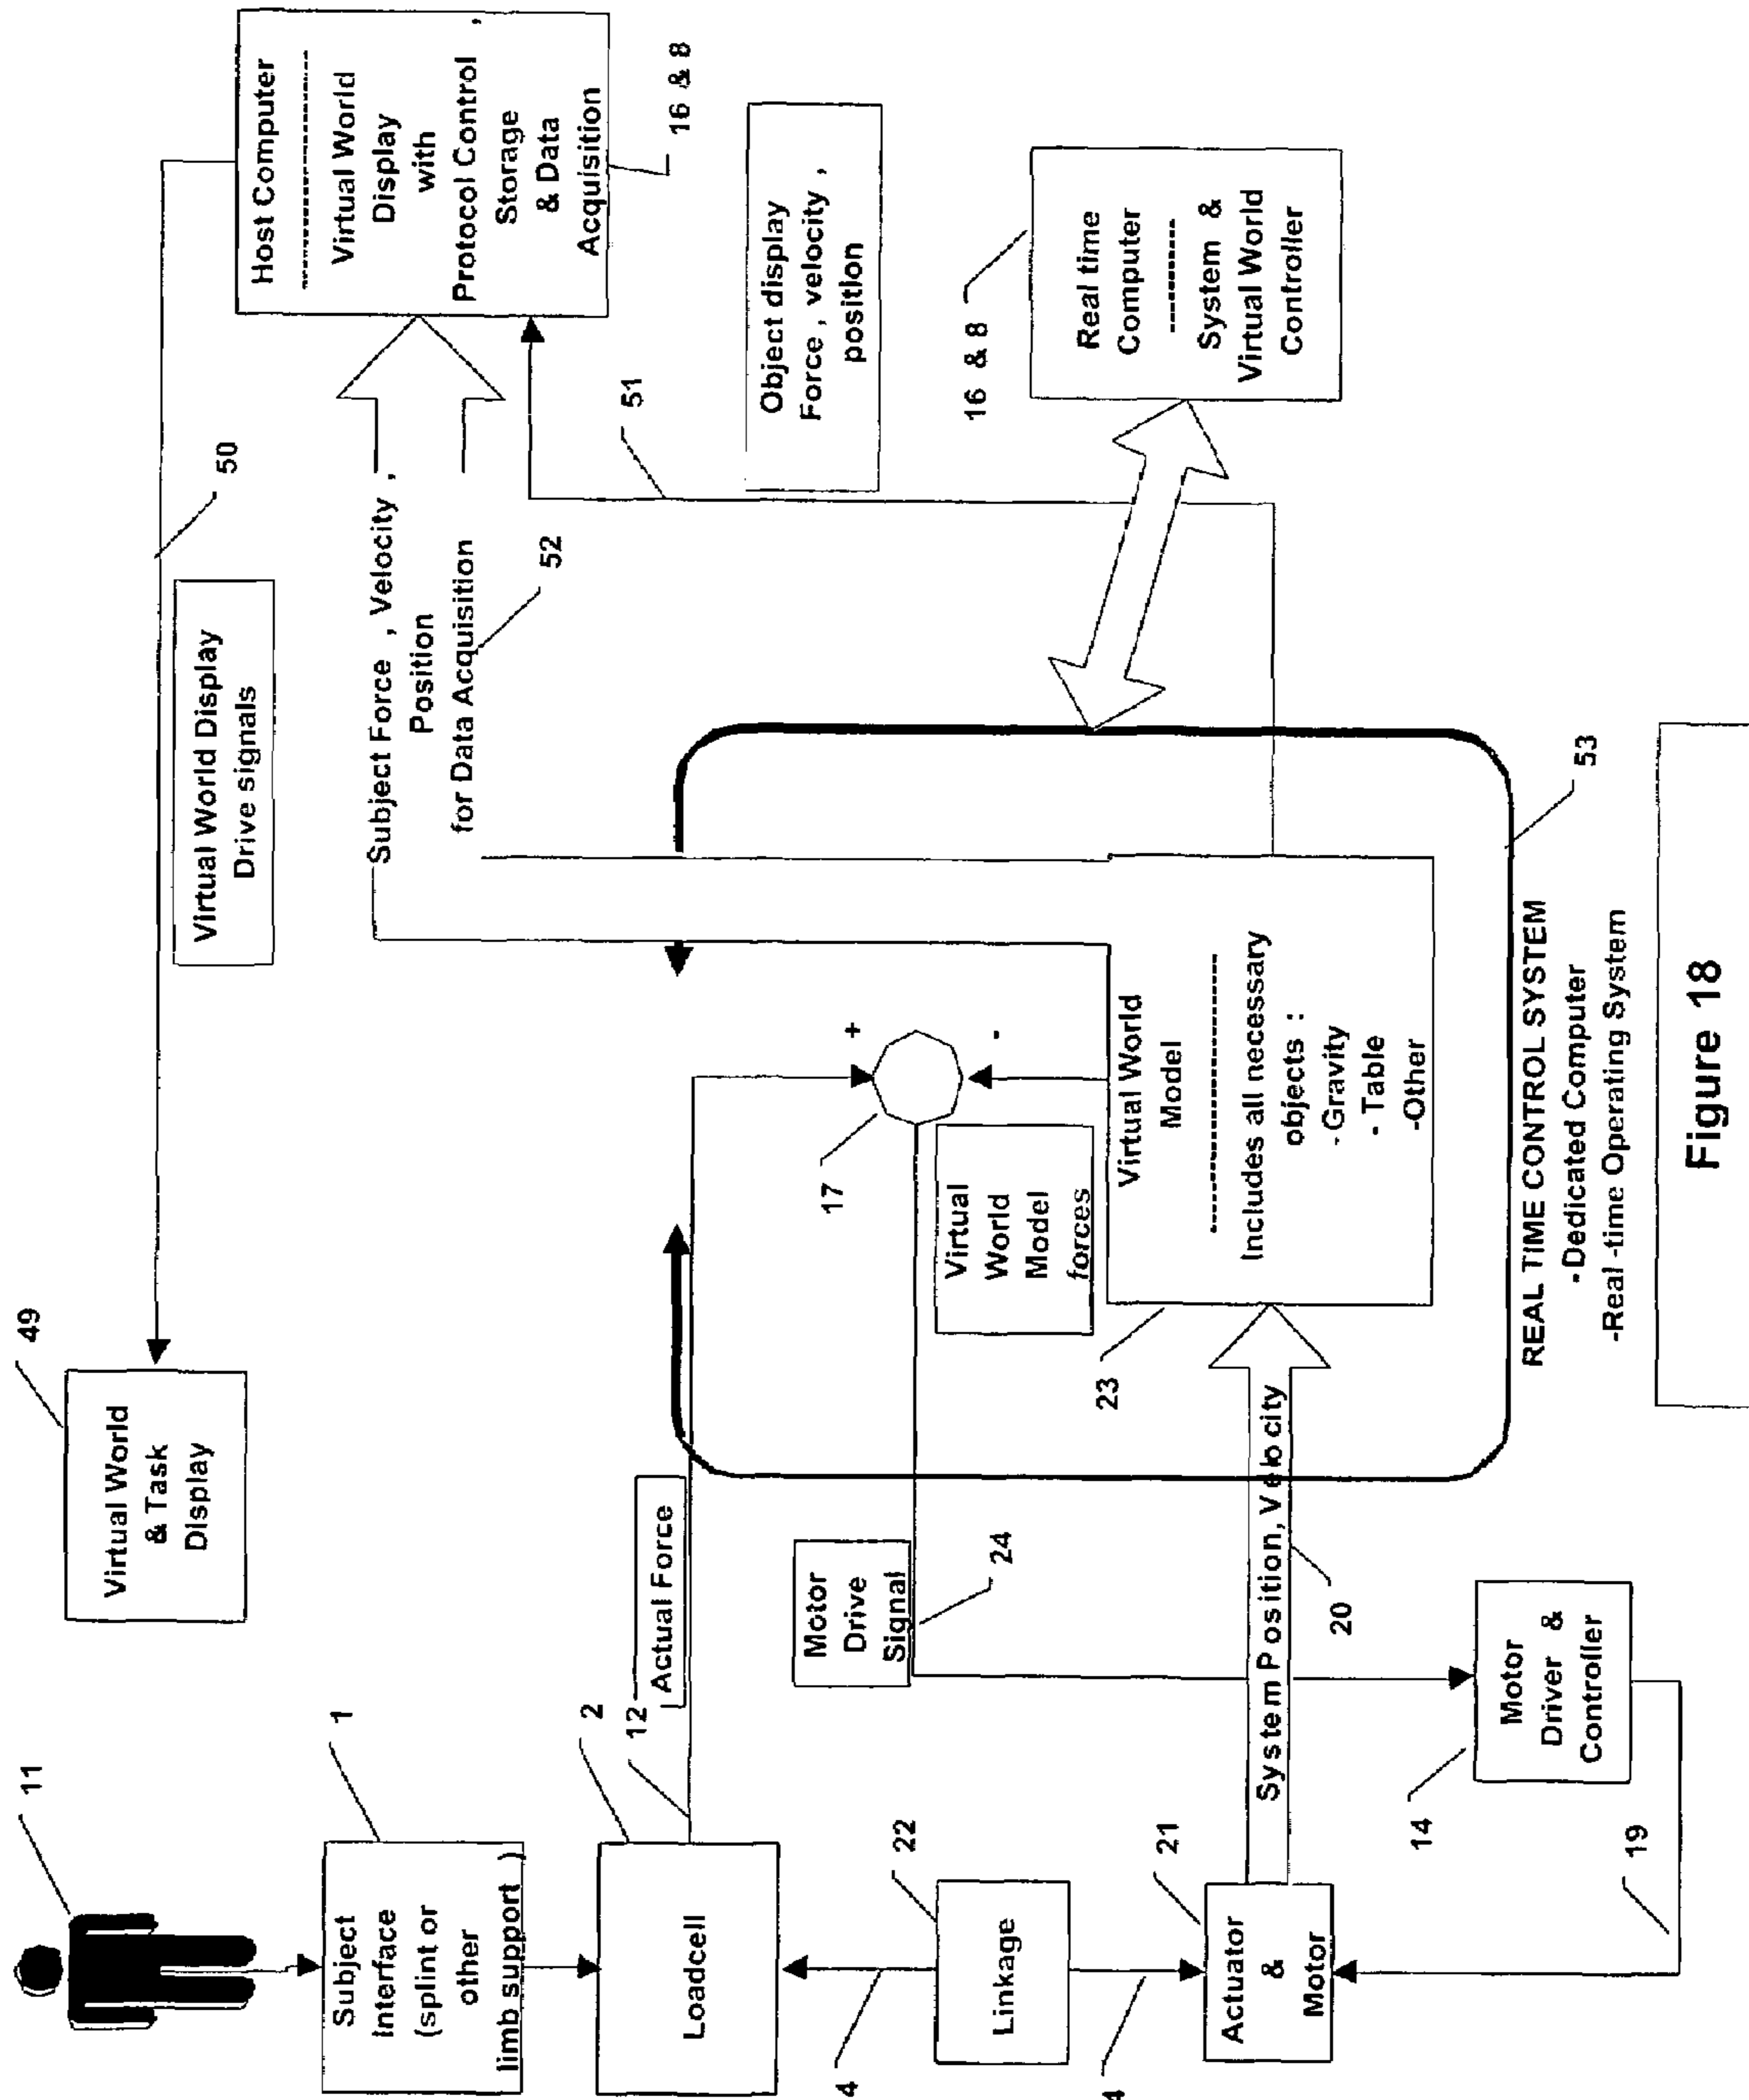 11
Subject
Interface
(splint or
other
limb support )
1
Loadcell
2
12
Actual Force
4
Linkage
22
4
Actuator
&
Motor
21
System Position, Velocity
20
Motor
Driver &
Controller
14
19
Motor
Drive
Signal
24
Virtual World
& Task
Display
49
Virtual World Display
Drive signals
50
17
+
-
Virtual
World
Model
forces
Virtual World
Model
--------------------
Includes all necessary
objects :
- Gravity
- Table
-Other
23
REAL TIME CONTROL SYSTEM
- Dedicated Computer
-Real -time Operating System
53
Subject Force , Velocity ,
Position
for Data Acquisition
52
51
Object display
Force , velocity ,
position
Host Computer
--------------------
Virtual World
Display
with
Protocol Control ,
Storage
& Data
Acquisition
16 & 8
Real time
Computer
----------
System &
Virtual World
Controller
16 & 8
Figure 18